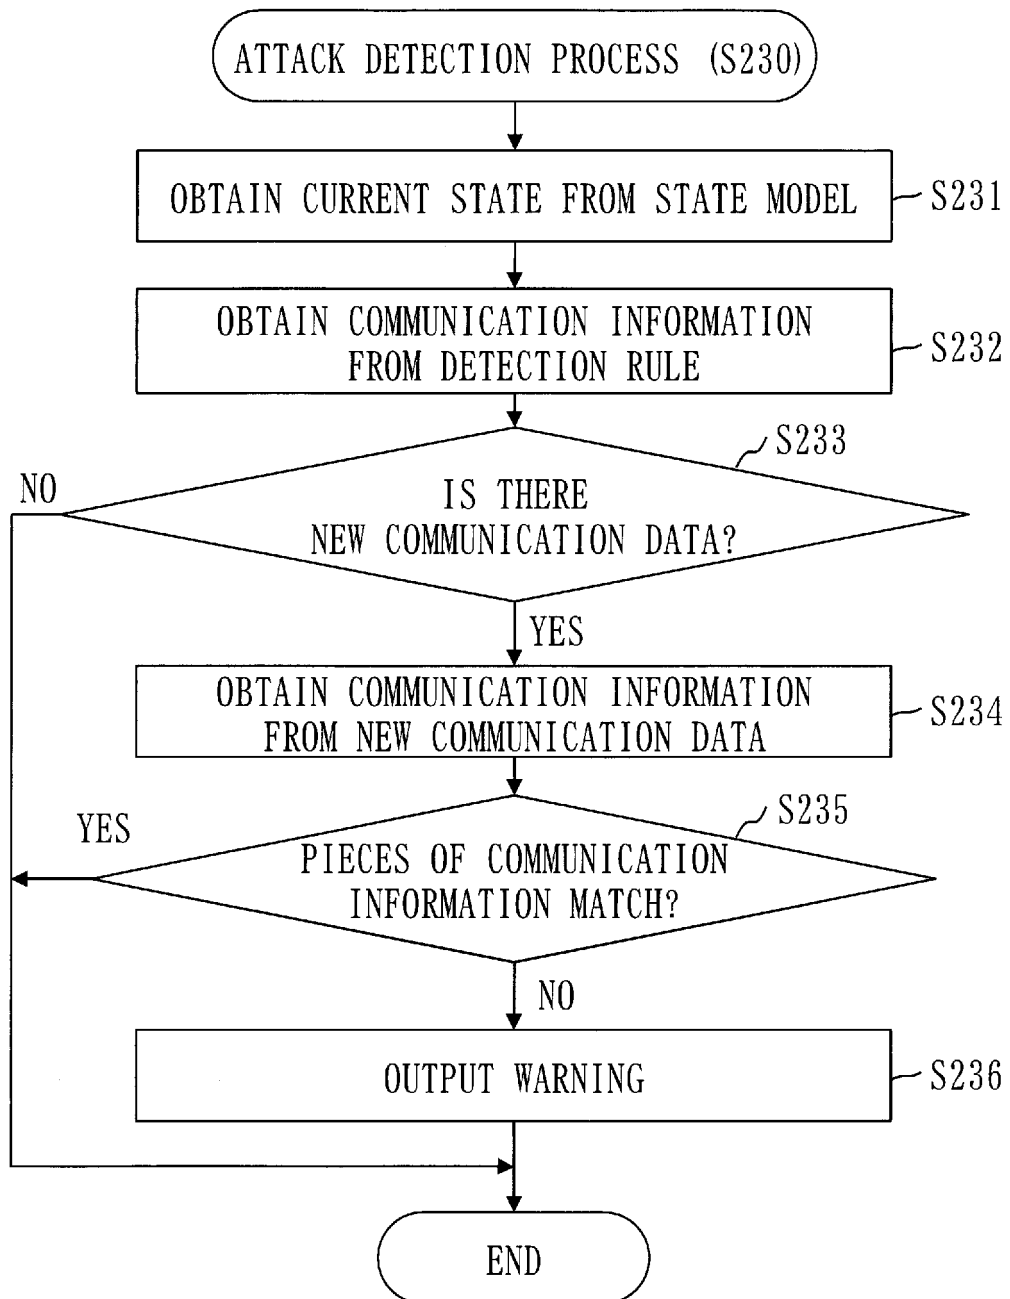 ATTACK DETECTION PROCESS (S230)
OBTAIN CURRENT STATE FROM STATE MODEL
S231
OBTAIN COMMUNICATION INFORMATION
FROM DETECTION RULE
S232
S233
NO
IS THERE
NEW COMMUNICATION DATA?
YES
OBTAIN COMMUNICATION INFORMATION
FROM NEW COMMUNICATION DATA
S234
S235
YES
PIECES OF COMMUNICATION
INFORMATION MATCH?
NO
OUTPUT WARNING
S236
END